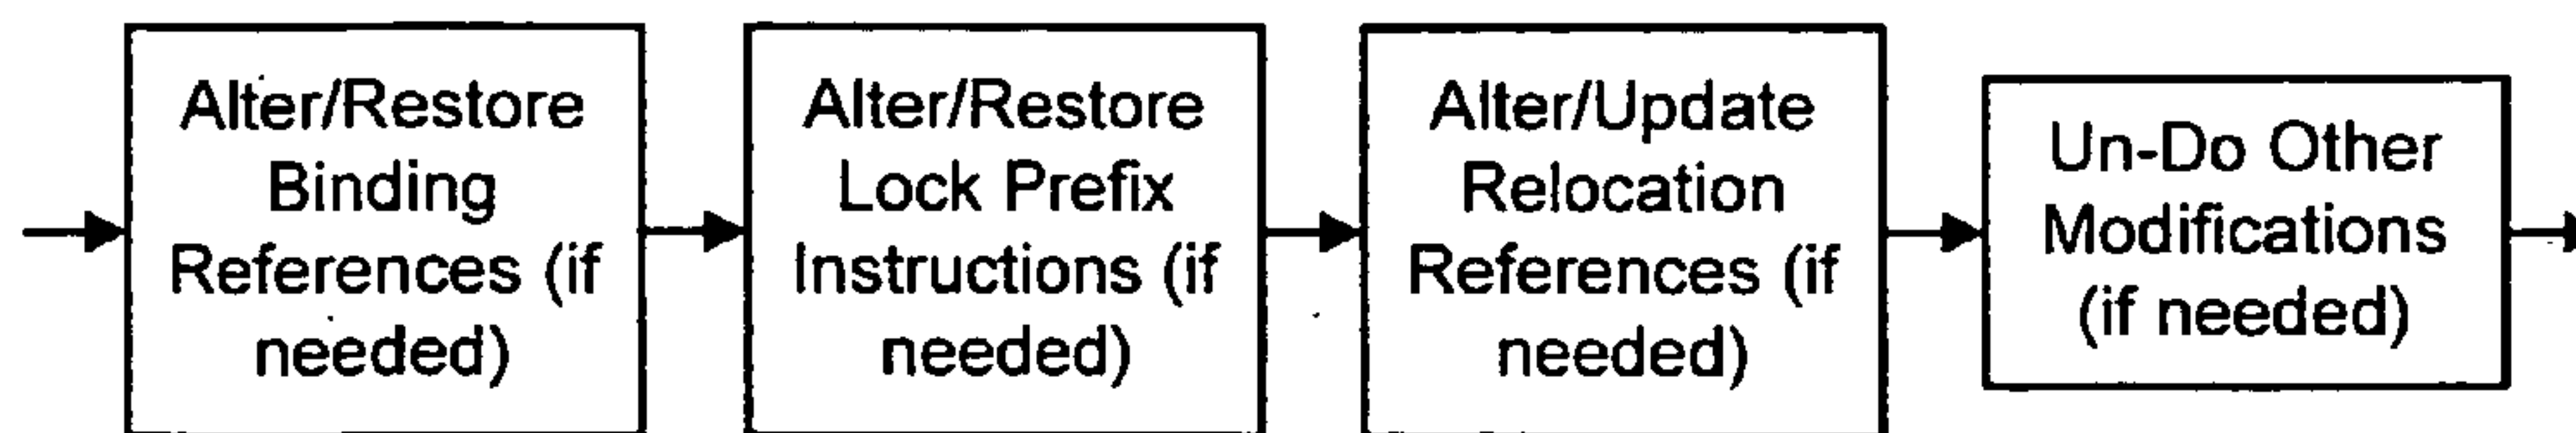 Alter/Restore
Binding
References (if
needed)
Alter/Restore
Lock Prefix
Instructions (if
needed)
Alter/Update
Relocation
References (if
needed)
Un-Do Other
Modifications
(if needed)